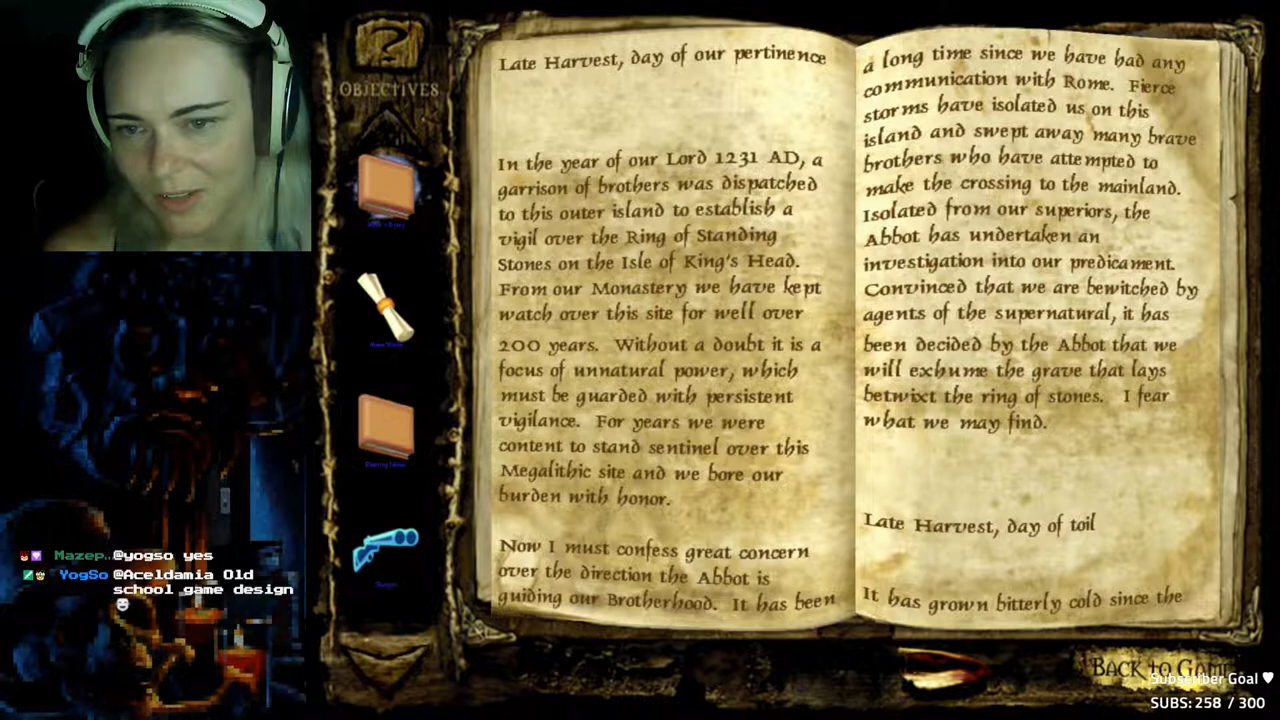 OBJECTIVES
Late Harvest, day of our pertinence
In the year of our Lord 1231 AD, a
garrison of brothers was dispatched
to this outer island to establish a
vigil over the Ring of Standing
Stones on the Isle of King's Head.
From our Monastery we have kept
watch over this site for well over
200 years. Without a doubt it is a
focus of unnatural power, which
must be guarded with persistent
vigilance. For years we were
content to stand sentinel over this
Megalithic site and we bore our
burden with honor.
Now I must confess great concern
over the direction the Abbot is
guiding our Brotherhood. It has been
a long time since we have had any
communication with Rome. Fierce
storms have isolated us on this
island and swept away many brave
brothers who have attempted to
make the crossing to the mainland.
Isolated from our superiors, the
Abbot has undertaken an
investigation into our predicament.
Convinced that we are bewitched by
agents of the supernatural, it has
been decided by the Abbot that we
will exhume the grave that lays
betwixt the ring of stones. I fear
what we may find.
Late Harvest, day of toil
It has grown bitterly cold since the
Mazep.. @yogso yes
YogSo @Aceldamia Old
school game design
Back to Game
Subscriber Goal ♥
SUBS: 258 / 300